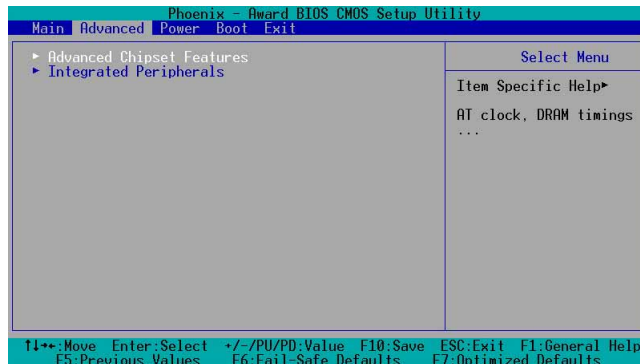 Phoenix - Award BIOS CMOS Setup Utility
Main Advanced Power Boot Exit
► Advanced Chipset Features
► Integrated Peripherals
Select Menu
Item Specific Help►
AT clock, DRAM timings
...
↑↓→←:Move Enter:Select +/-/PU/PD:Value F10:Save ESC:Exit F1:General Help
F5:Previous Values F6:Fail-Safe Defaults F7:Optimized Defaults